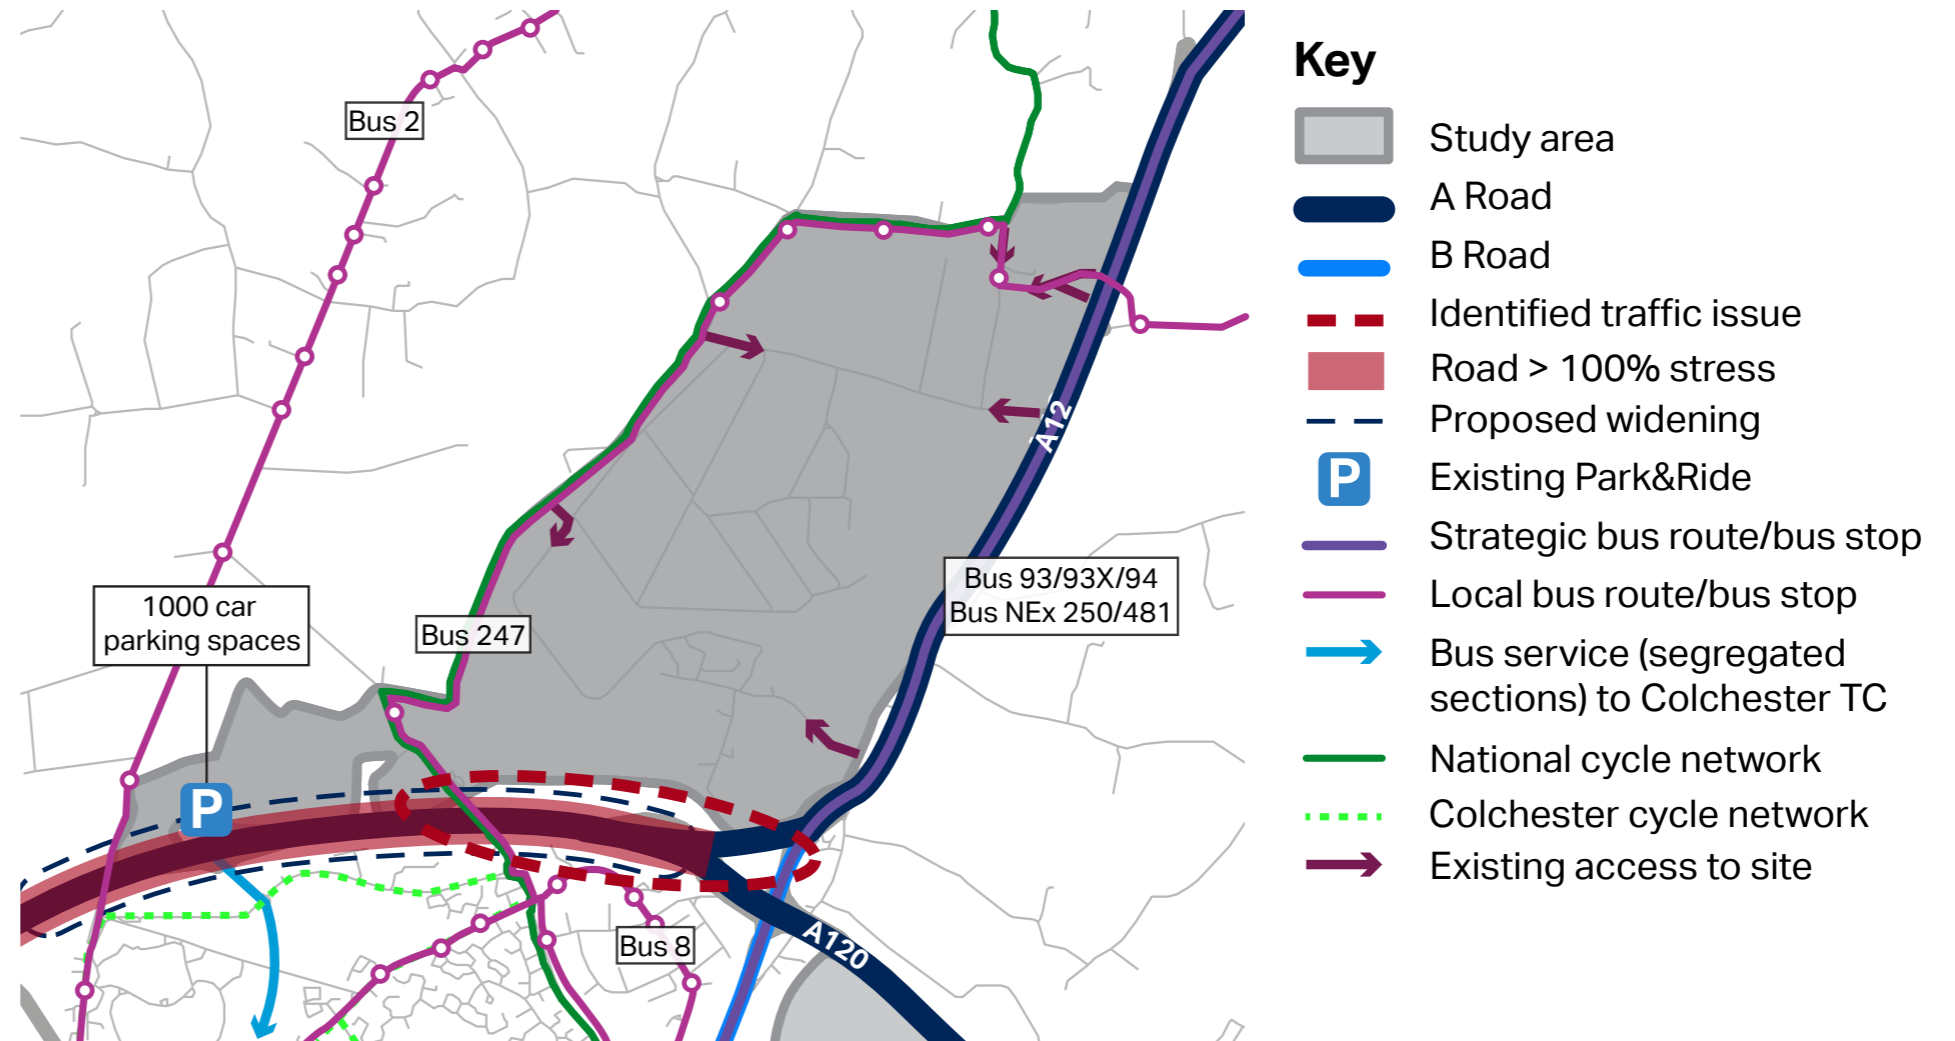 Bus 2
1000 car
parking spaces
Bus 247
A12
Bus 93/93X/94
Bus NEx 250/481
P
Bus 8
A120
Key
Study area
A Road
B Road
Identified traffic issue
Road > 100% stress
Proposed widening
P
Existing Park&Ride
Strategic bus route/bus stop
Local bus route/bus stop
Bus service (segregated
sections) to Colchester TC
National cycle network
Colchester cycle network
Existing access to site